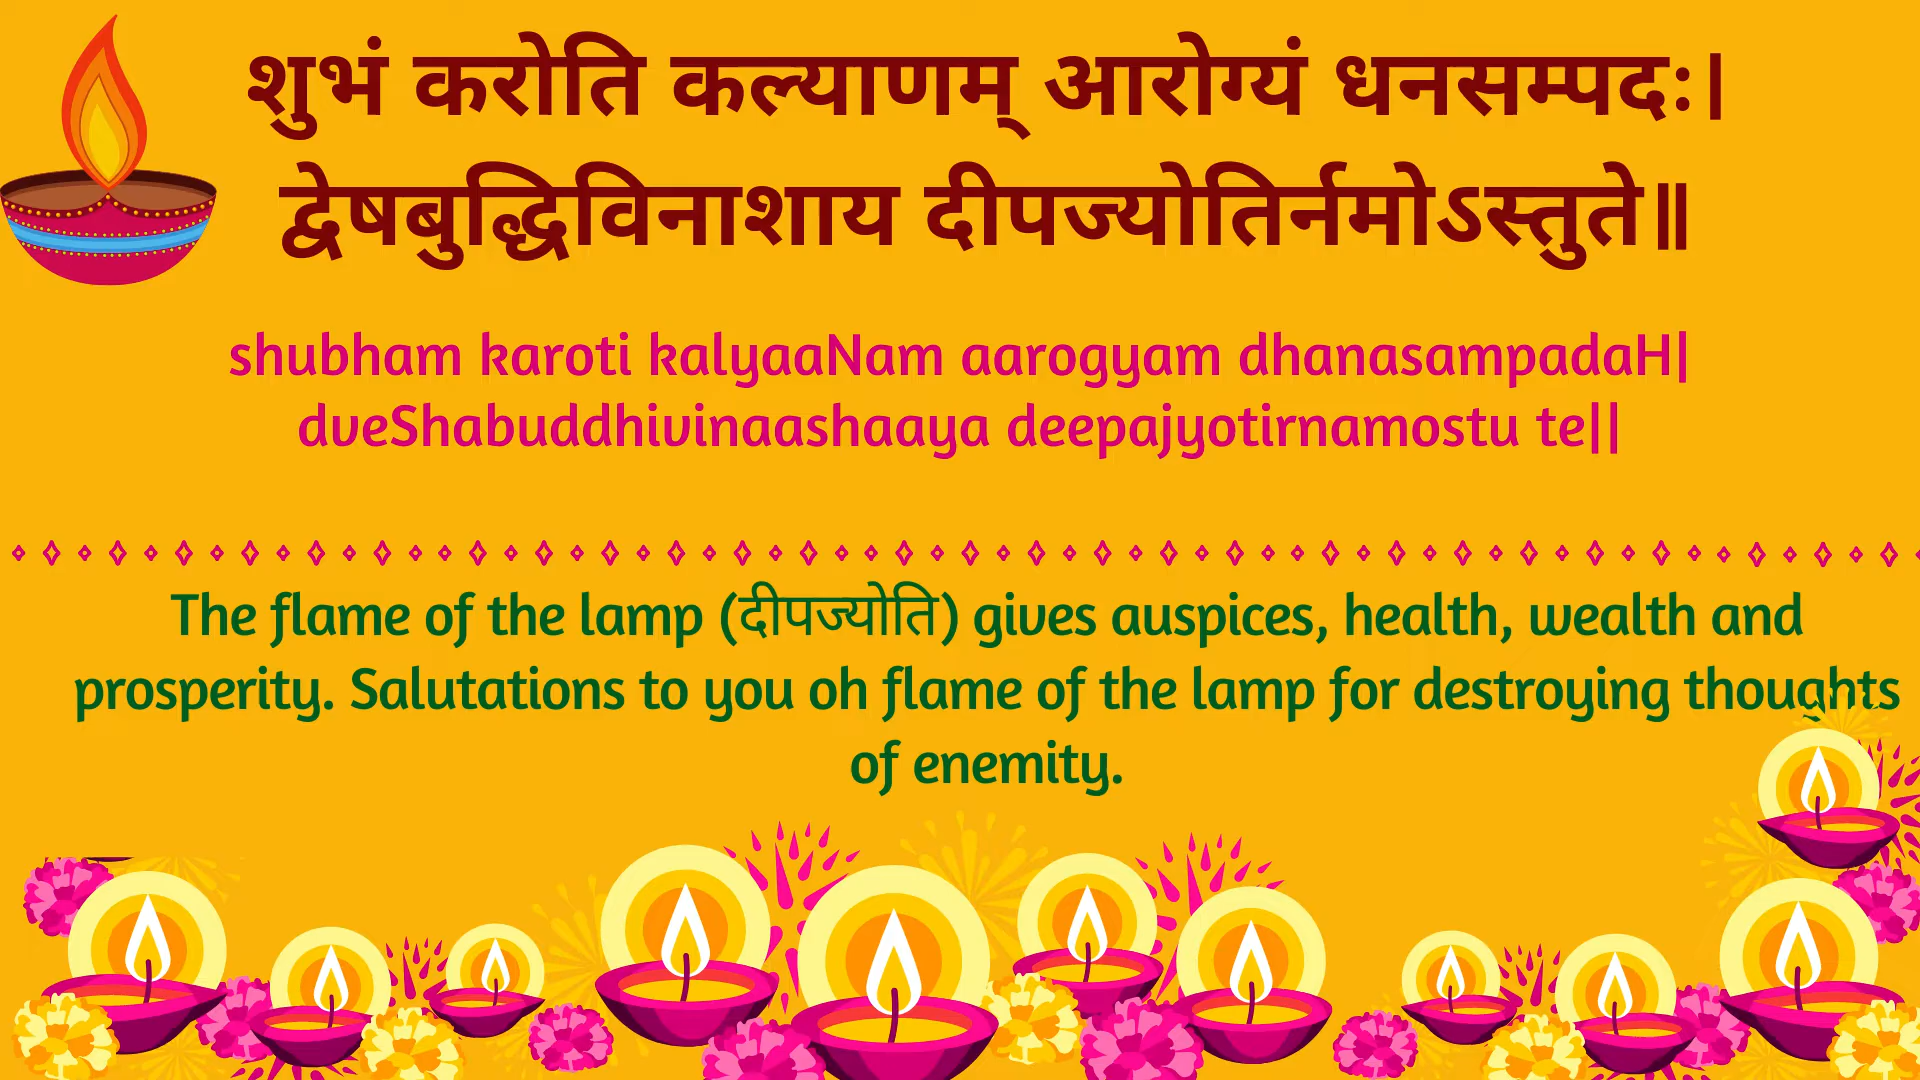 शुभं करोति कल्याणम् आरोग्यं धनसम्पदः।
द्वेषबुद्धिविनाशाय दीपज्योतिर्नमोऽस्तुते॥
shubham karoti kalyaaNam aarogyam dhanasampadaH|
dveShabuddhivinaashaaya deepajyotirnamostu te||
The flame of the lamp (दीपज्योति) gives auspices, health, wealth and
prosperity. Salutations to you oh flame of the lamp for destroying thoughts
of enemity.